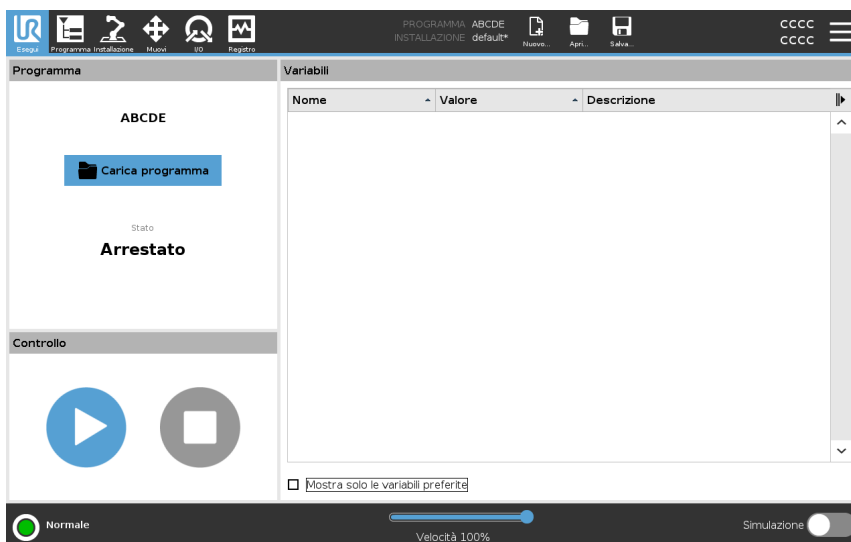 PROGRAMMA ABCDE
INSTALLAZIONE default*
CCCC
CCCC
Esegui Programma Installazione Muovi I/O Registro Nuovo... Apri... Salva...
Programma
Variabili
Nome Valore Descrizione
ABCDE
Carica programma
Stato
Arrestato
Controllo
Mostra solo le variabili preferite
Normale
Velocità 100%
Simulazione